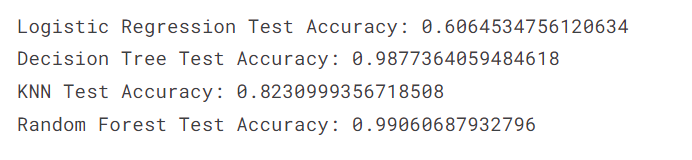 Logistic Regression Test Accuracy: 0.6064534756120634
Decision Tree Test Accuracy: 0.9877364059484618
KNN Test Accuracy: 0.8230999356718508
Random Forest Test Accuracy: 0.99060687932796